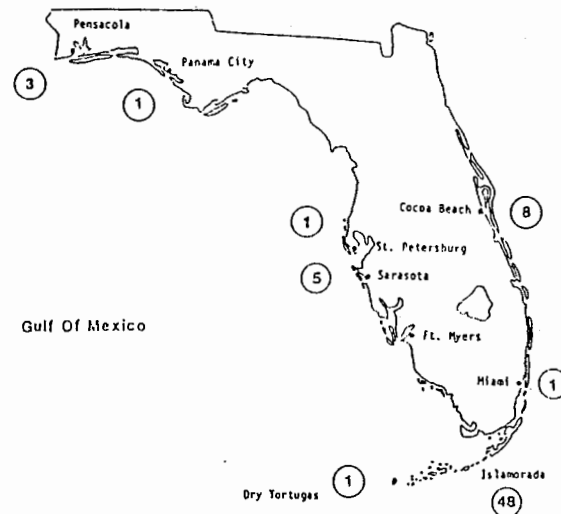 Pensacola
Panama City
3
1
1
Cocoa Beach
8
St. Petersburg
5
Sarasota
Gulf Of Mexico
Ft. Myers
Miami
1
Islamorada
1
Dry Tortugas
48